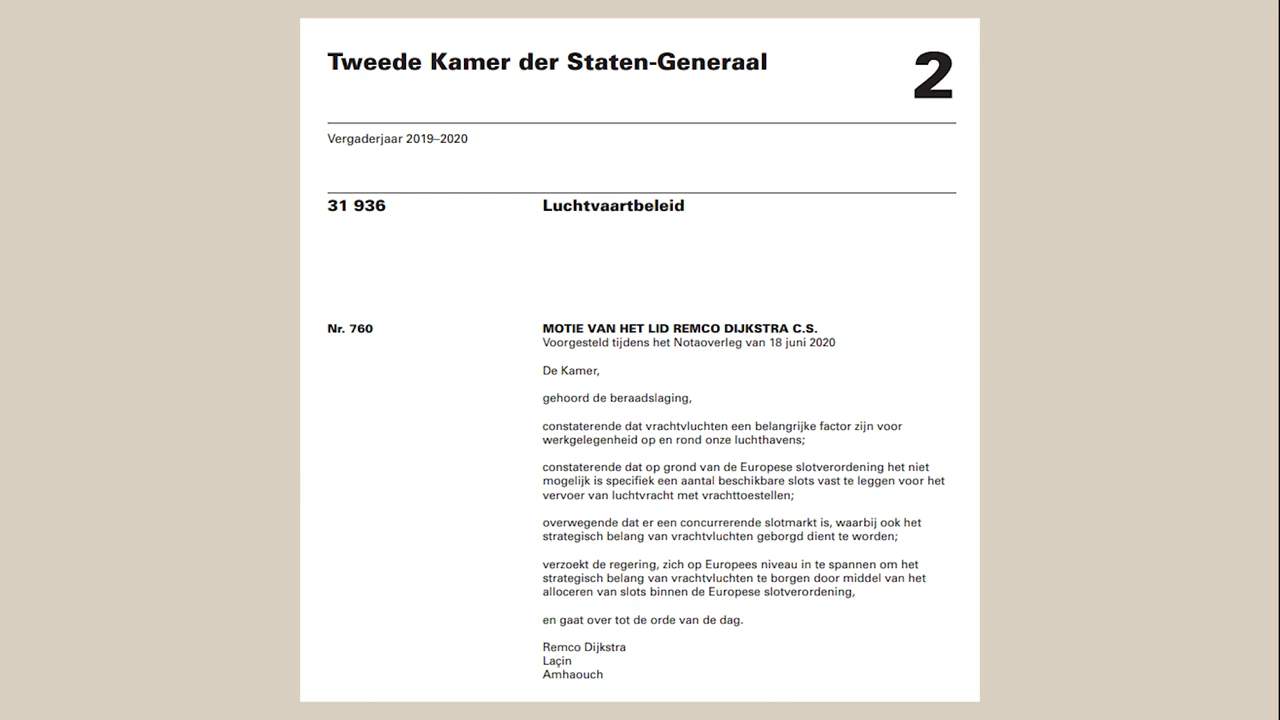 Tweede Kamer der Staten-Generaal
2
Vergaderjaar 2019–2020
31 936
Luchtvaartbeleid
Nr. 760
MOTIE VAN HET LID REMCO DIJKSTRA C.S.
Voorgesteld tijdens het Notaoverleg van 18 juni 2020
De Kamer,
gehoord de beraadslaging,
constaterende dat vrachtvluchten een belangrijke factor zijn voor
werkgelegenheid op en rond onze luchthavens;
constaterende dat op grond van de Europese slotverordening het niet
mogelijk is specifiek een aantal beschikbare slots vast te leggen voor het
vervoer van luchtvracht met vrachttoestellen;
overwegende dat er een concurrerende slotmarkt is, waarbij ook het
strategisch belang van vrachtvluchten geborgd dient te worden;
verzoekt de regering, zich op Europees niveau in te spannen om het
strategisch belang van vrachtvluchten te borgen door middel van het
alloceren van slots binnen de Europese slotverordening,
en gaat over tot de orde van de dag.
Remco Dijkstra
Laçin
Amhaouch